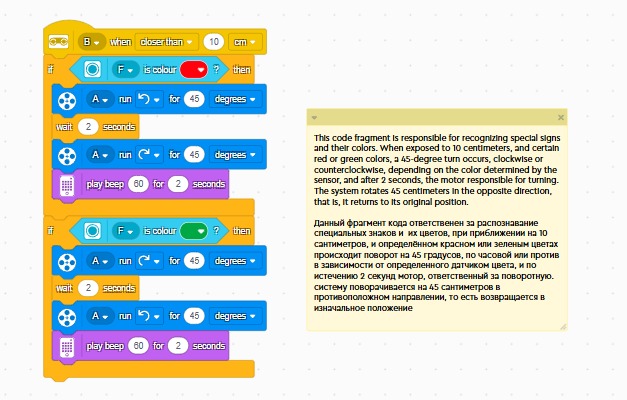 B when closer than 10 cm
if F is colour ? then
A run for 45 degrees
wait 2 seconds
A run for 45 degrees
play beep 60 for 2 seconds
if F is colour ? then
A run for 45 degrees
wait 2 seconds
A run for 45 degrees
play beep 60 for 2 seconds
This code fragment is responsible for recognizing special signs
and their colors. When exposed to 10 centimeters, and certain
red or green colors, a 45-degree turn occurs, clockwise or
counterclockwise, depending on the color determined by the
sensor, and after 2 seconds, the motor responsible for turning.
The system rotates 45 centimeters in the opposite direction,
that is, it returns to its original position.
Данный фрагмент кода ответственен за распознавание
специальных знаков и их цветов, при приближении на 10
сантиметров, и определённом красном или зеленым цветах
происходит поворот на 45 градусов, по часовой или против
в зависимости от определенного датчиком цвета, и по
истечению 2 секунд мотор, ответственный за поворотную.
систему поворачивается на 45 сантиметров в
противоположном направлении, то есть возвращается в
изначальное положение